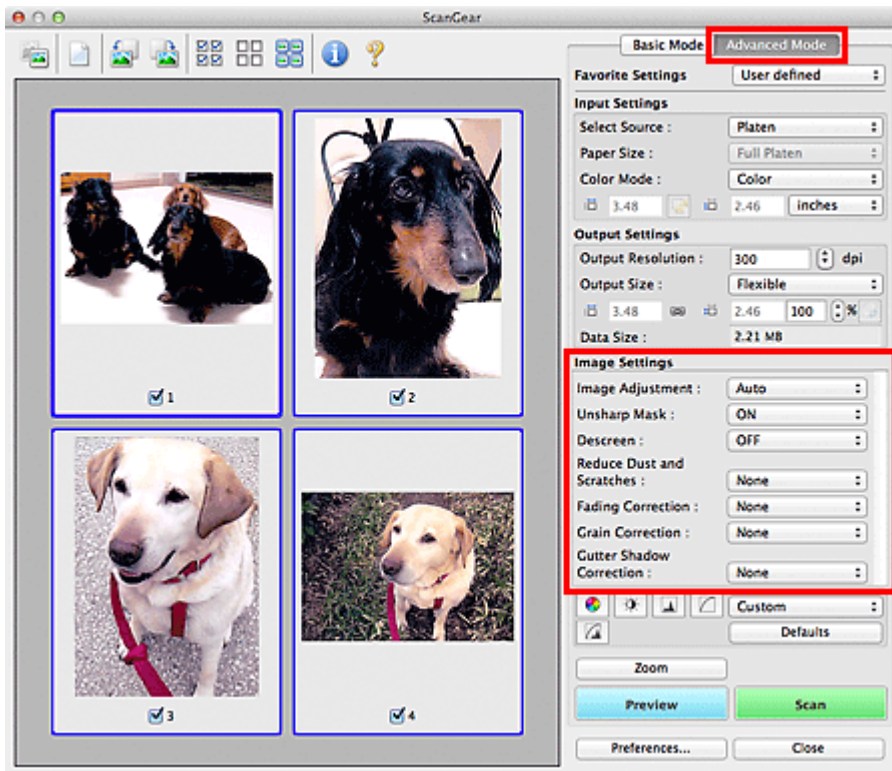 ScanGear
Basic Mode Advanced Mode
Favorite Settings User defined
Input Settings
Select Source : Platen
Paper Size : Full Platen
Color Mode : Color
3.48 2.46 inches
Output Settings
Output Resolution : 300 dpi
Output Size : Flexible
3.48 2.46 100 %
Data Size : 2.21 MB
Image Settings
Image Adjustment : Auto
Unsharp Mask : ON
Descreen : OFF
Reduce Dust and
Scratches : None
Fading Correction : None
Grain Correction : None
Gutter Shadow
Correction : None
Custom
Defaults
Zoom
Preview Scan
Preferences... Close
1
2
3
4